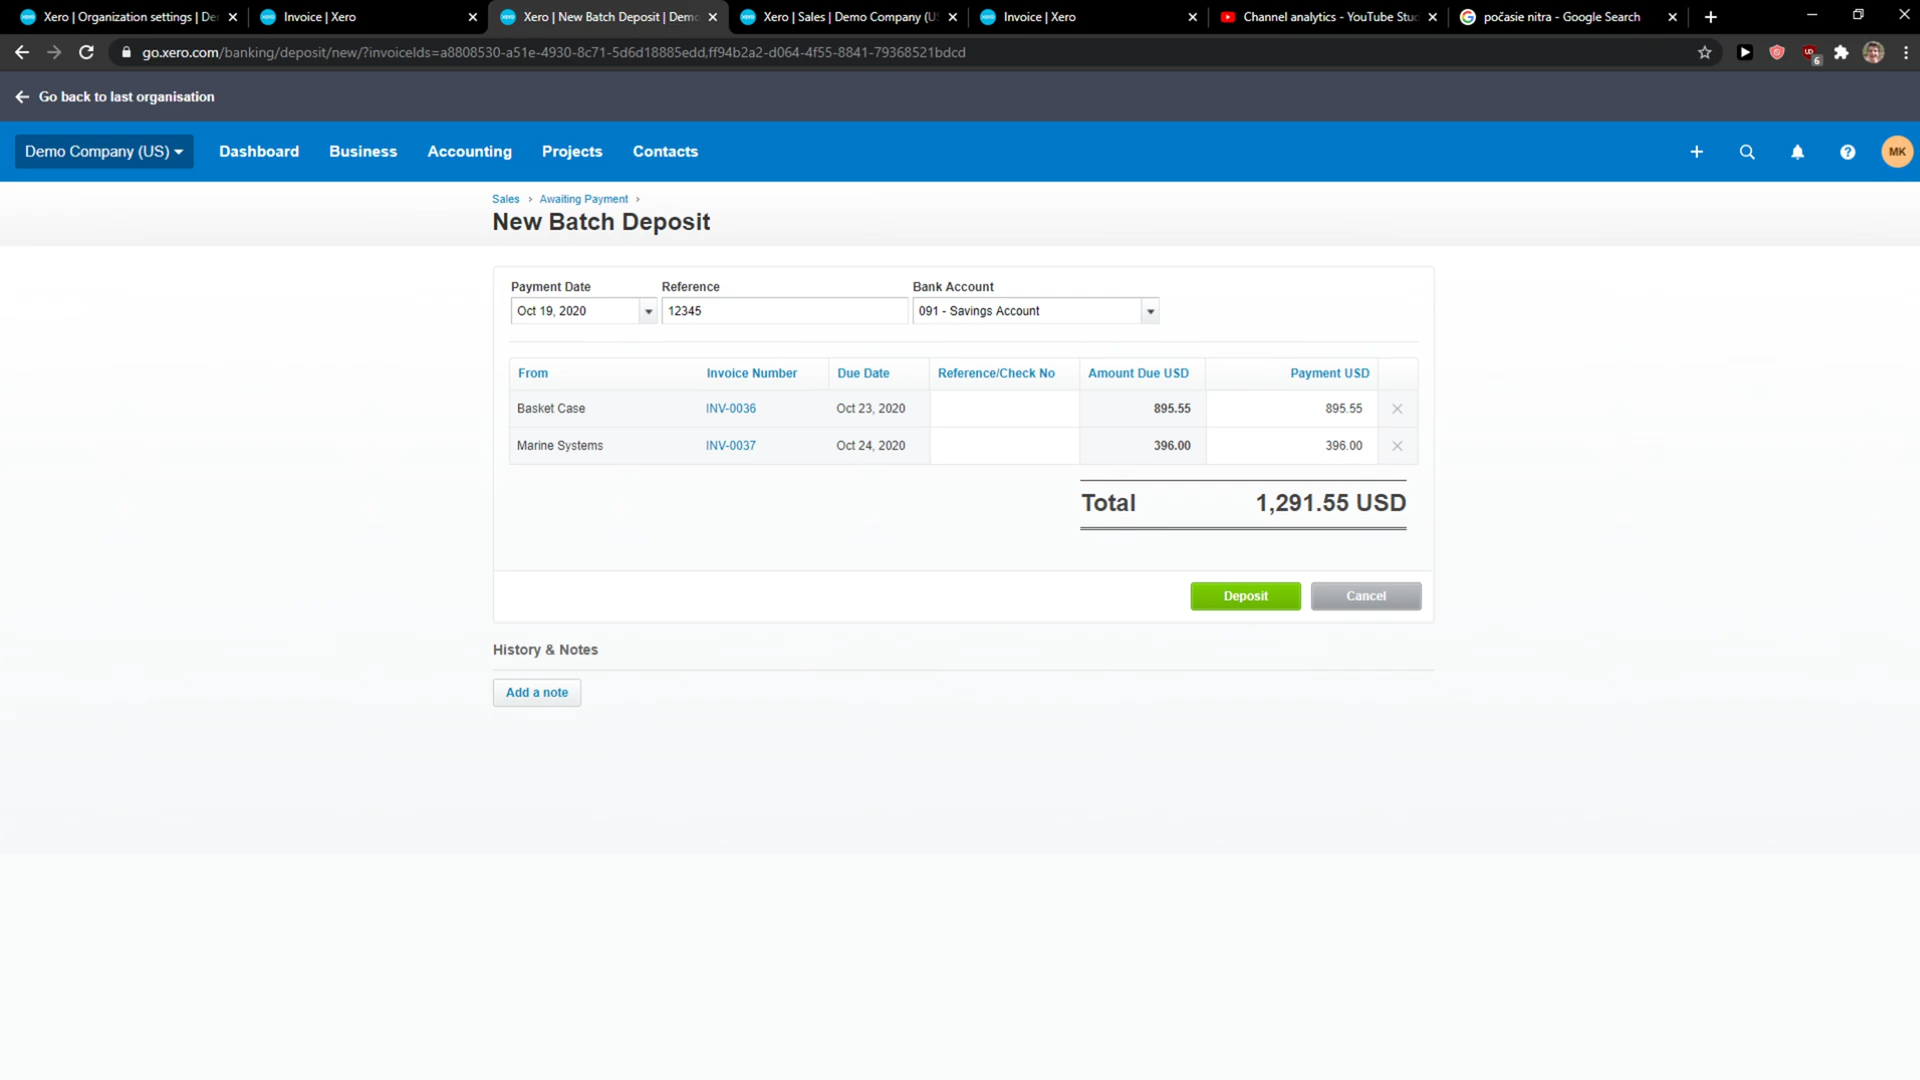 Xero | Organization settings | De
Invoice | Xero
Xero | New Batch Deposit | Demo
Xero | Sales | Demo Company (US
Invoice | Xero
Channel analytics - YouTube Stud
počasie nitra - Google Search
go.xero.com/banking/deposit/new/?invoiceIds=a8808530-a51e-4930-8c71-5d6d18885edd,ff94b2a2-d064-4f55-8841-79368521bdcd
6
Go back to last organisation
Demo Company (US)
Dashboard
Business
Accounting
Projects
Contacts
MK
Sales › Awaiting Payment ›
New Batch Deposit
Payment Date
Reference
Bank Account
Oct 19, 2020
12345
091 - Savings Account
From
Invoice Number
Due Date
Reference/Check No
Amount Due USD
Payment USD
Basket Case
INV-0036
Oct 23, 2020
895.55
895.55
Marine Systems
INV-0037
Oct 24, 2020
396.00
396.00
Total
1,291.55 USD
Deposit
Cancel
History & Notes
Add a note